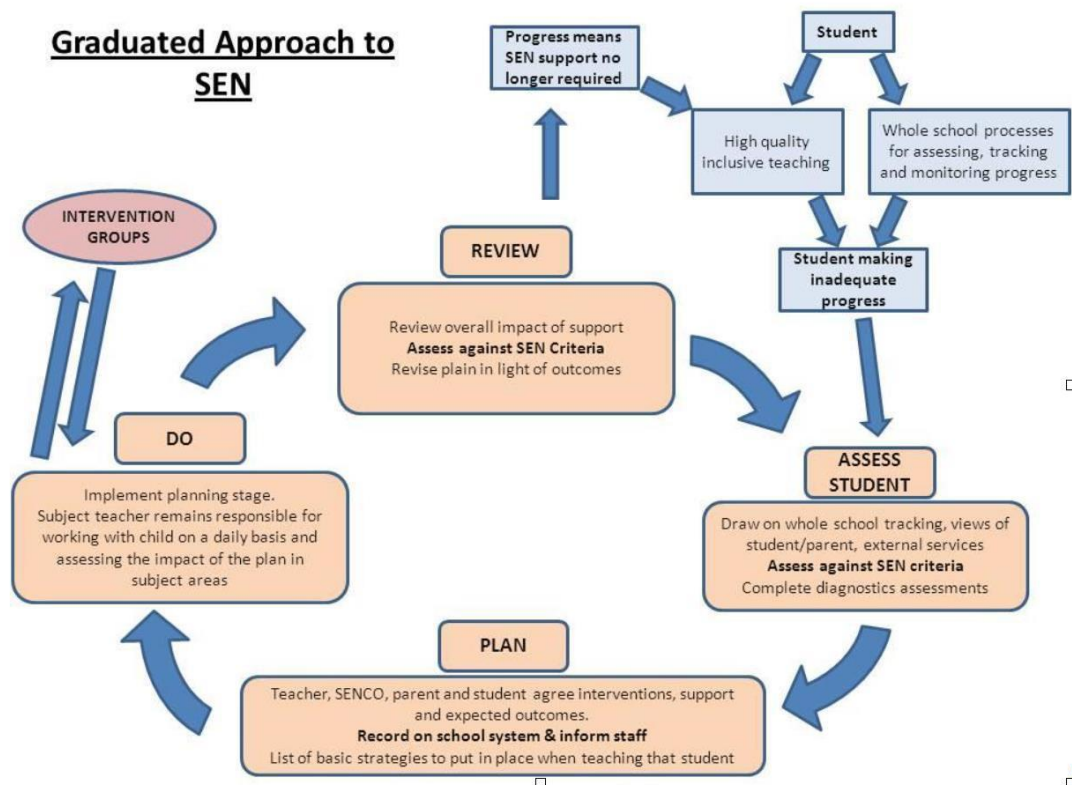 Graduated Approach to
SEN
Progress means
SEN support no
longer required
Student
High quality
inclusive teaching
Whole school processes
for assessing, tracking
and monitoring progress
Student making
inadequate
progress
INTERVENTION
GROUPS
REVIEW
Review overall impact of support
Assess against SEN Criteria
Revise plain in light of outcomes
DO
Implement planning stage.
Subject teacher remains responsible for
working with child on a daily basis and
assessing the impact of the plan in
subject areas
ASSESS
STUDENT
Draw on whole school tracking, views of
student/parent, external services
Assess against SEN criteria
Complete diagnostics assessments
PLAN
Teacher, SENCO, parent and student agree interventions, support
and expected outcomes.
Record on school system & inform staff
List of basic strategies to put in place when teaching that student